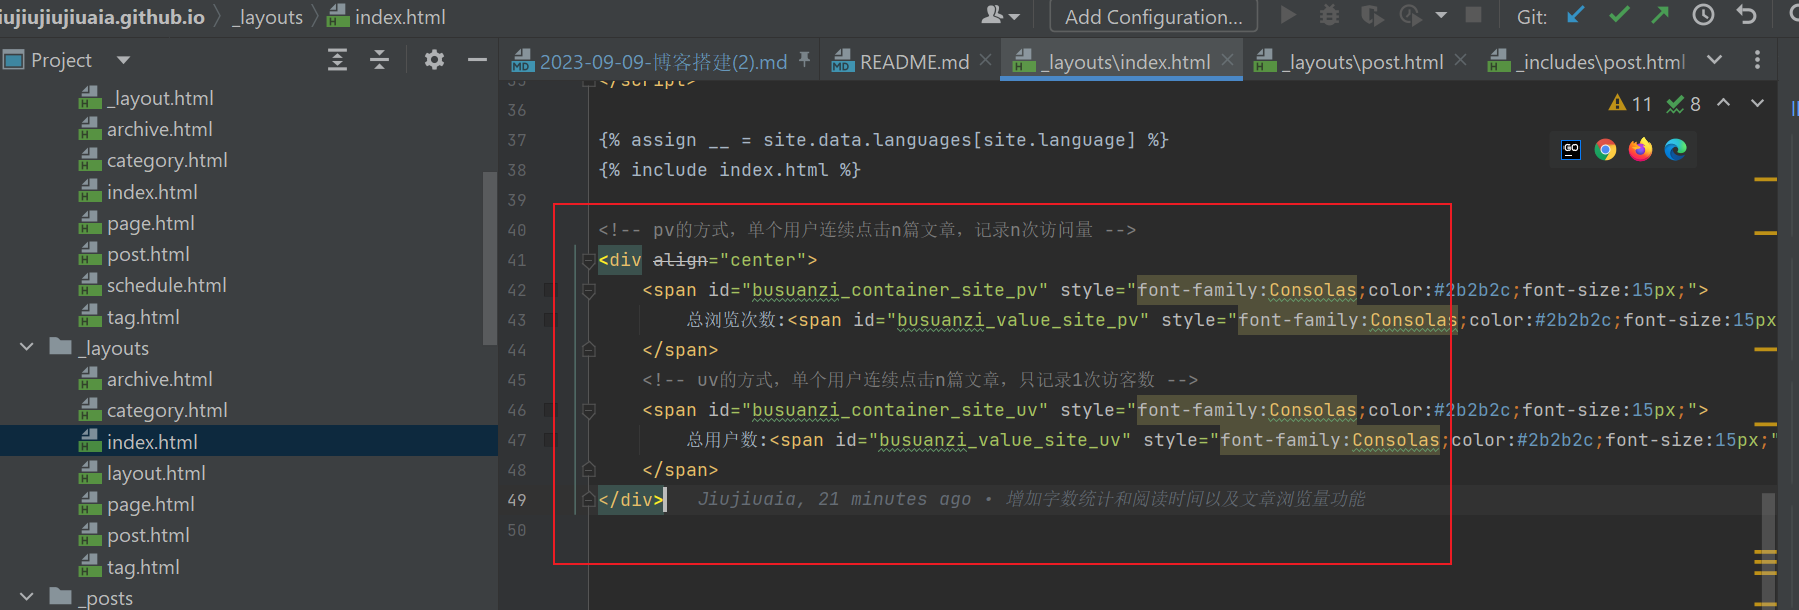 iujiujiujiuaia.github.io
_layouts
index.html
Add Configuration...
Git:
Project
2023-09-09-博客搭建(2).md
README.md
_layouts\index.html
_layouts\post.html
_includes\post.html
_layout.html
archive.html
category.html
index.html
page.html
post.html
schedule.html
tag.html
_layouts
archive.html
category.html
index.html
layout.html
page.html
post.html
tag.html
_posts
11
8
</script>
36
37 {% assign __ = site.data.languages[site.language] %}
38 {% include index.html %}
39
40 <!-- pv的方式，单个用户连续点击n篇文章，记录n次访问量 -->
41 <div align="center">
42 <span id="busuanzi_container_site_pv" style="font-family:Consolas;color:#2b2b2c;font-size:15px;">
43 总浏览次数:<span id="busuanzi_value_site_pv" style="font-family:Consolas;color:#2b2b2c;font-size:15px
44 </span>
45 <!-- uv的方式，单个用户连续点击n篇文章，只记录1次访客数 -->
46 <span id="busuanzi_container_site_uv" style="font-family:Consolas;color:#2b2b2c;font-size:15px;">
47 总用户数:<span id="busuanzi_value_site_uv" style="font-family:Consolas;color:#2b2b2c;font-size:15px;"
48 </span>
49 </div> Jiujiuaia, 21 minutes ago • 增加字数统计和阅读时间以及文章浏览量功能
50